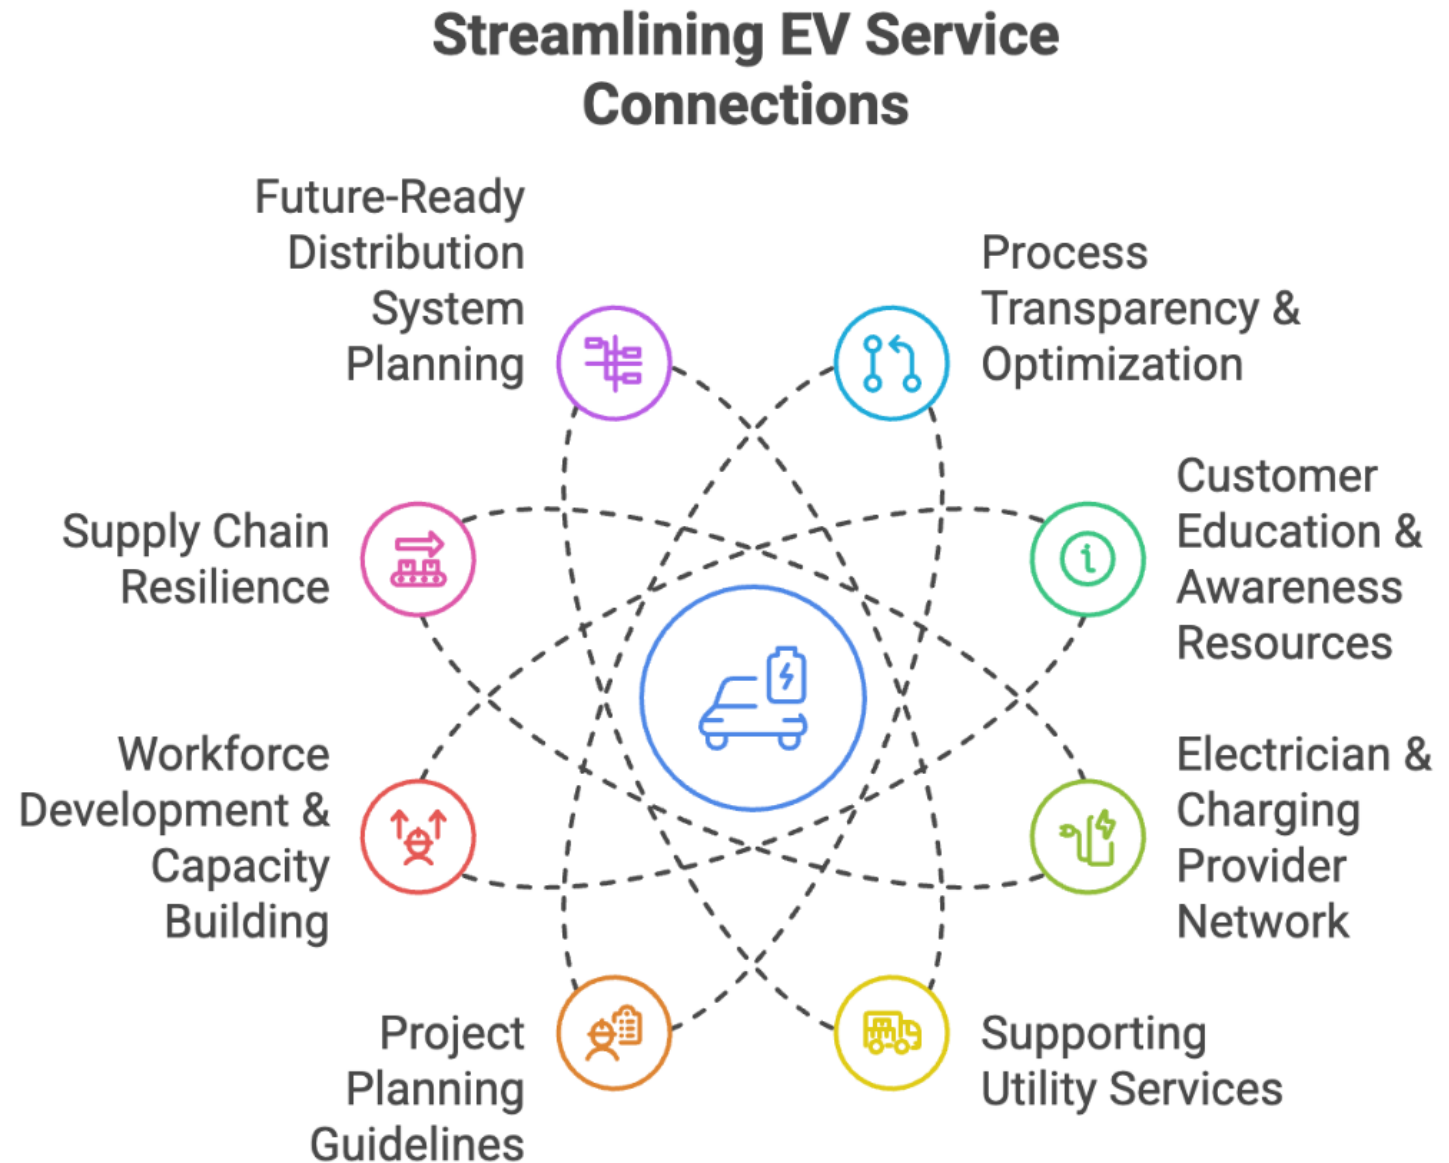 Streamlining EV Service
Connections
Future-Ready
Distribution
System
Planning
Process
Transparency &
Optimization
Supply Chain
Resilience
Customer
Education &
Awareness
Resources
Workforce
Development &
Capacity
Building
Electrician &
Charging
Provider
Network
Project
Planning
Guidelines
Supporting
Utility Services